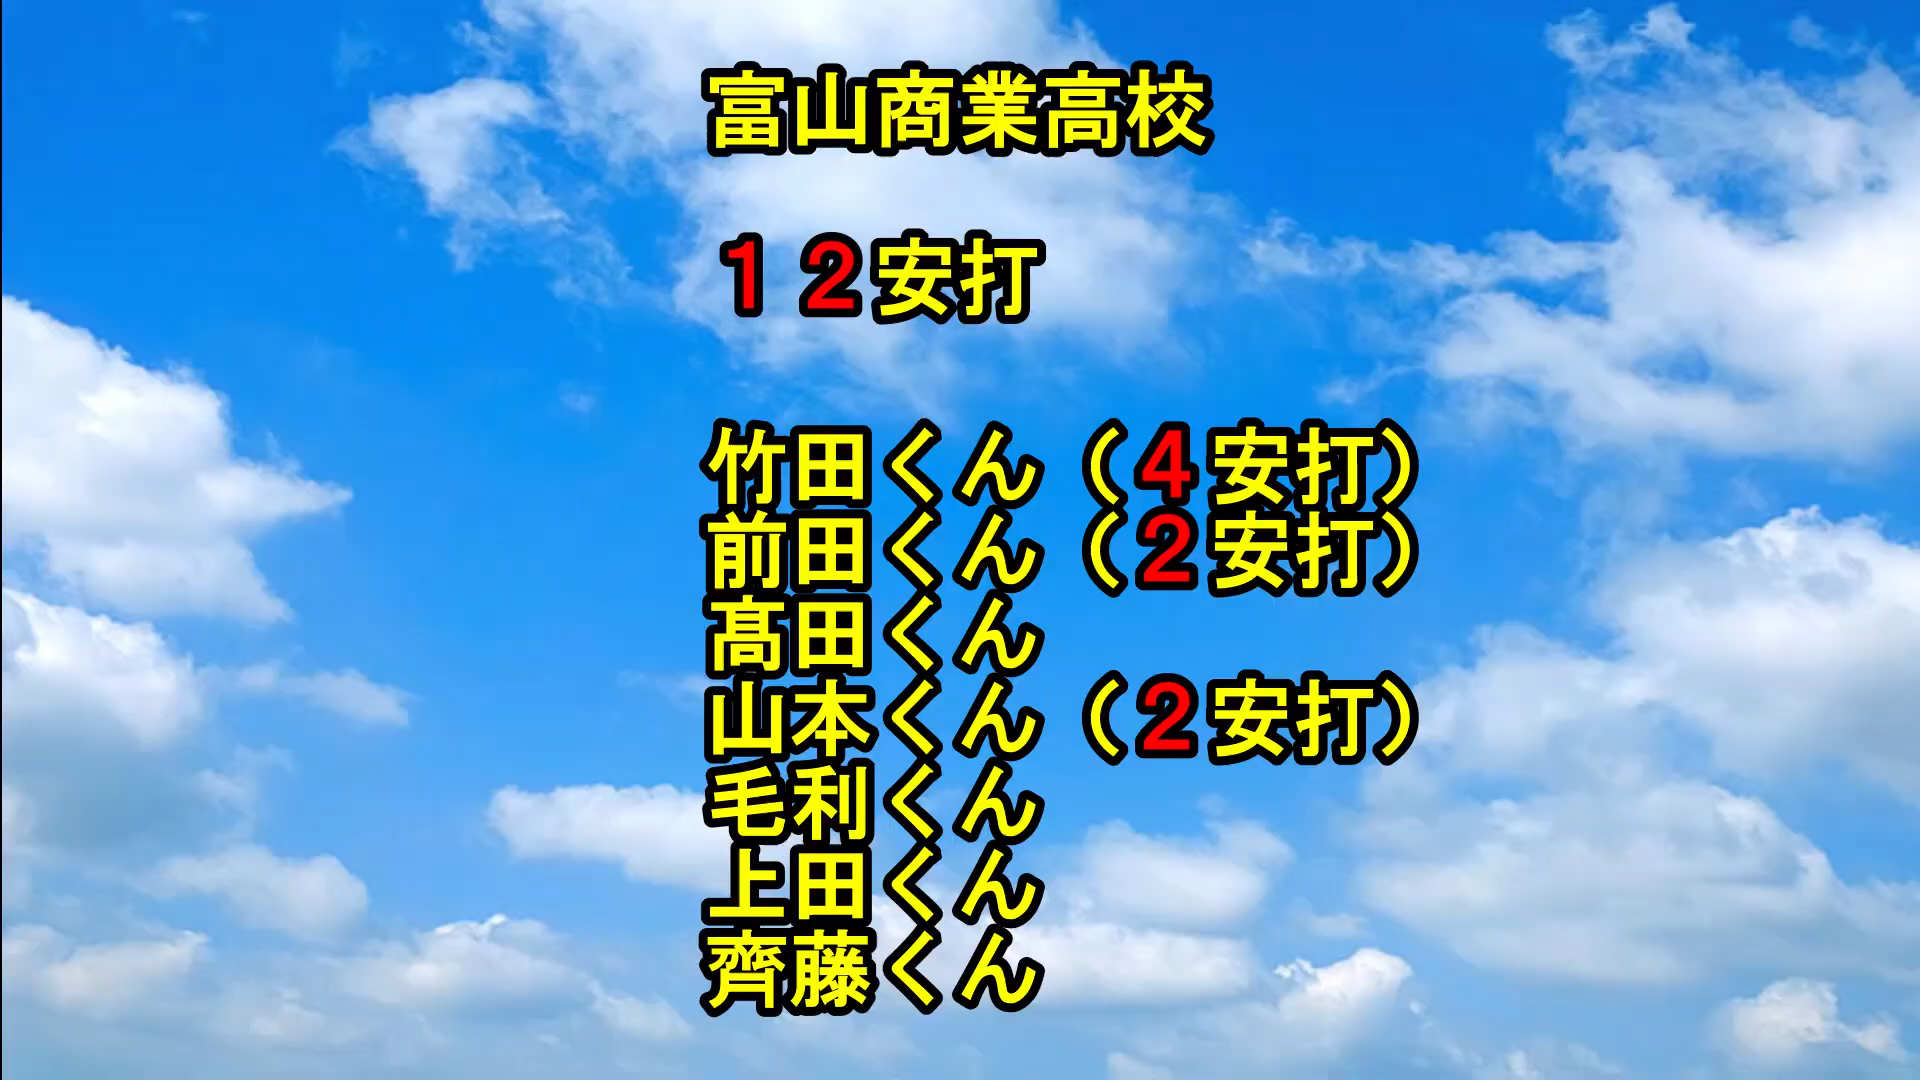 富山商業高校
１２安打
竹田くん（４安打）
前田くん（２安打）
髙田くん
山本くん（２安打）
毛利くん
上田くん
齊藤くん